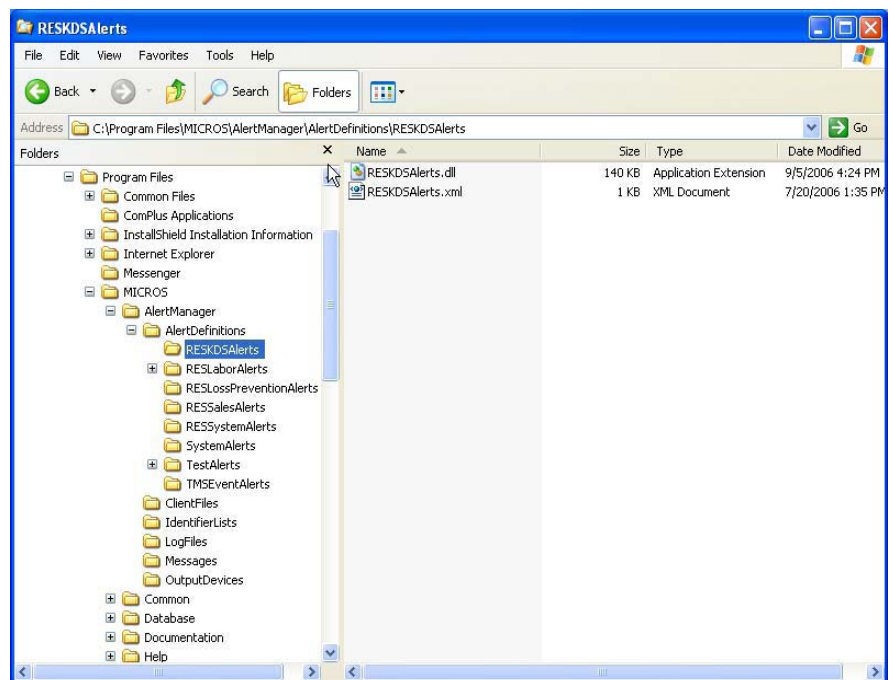 RESKDSAlerts
File Edit View Favorites Tools Help
Back Search Folders
Address C:\Program Files\MICROS\AlertManager\AlertDefinitions\RESKDSAlerts Go
Folders Name Size Type Date Modified
Program Files RESKDSAlerts.dll 140 KB Application Extension 9/5/2006 4:24 PM
Common Files RESKDSAlerts.xml 1 KB XML Document 7/20/2006 1:35 PM
ComPlus Applications
InstallShield Installation Information
Internet Explorer
Messenger
MICROS
AlertManager
AlertDefinitions
RESKDSAlerts
RESLaborAlerts
RESLossPreventionAlerts
RESSalesAlerts
RESSystemAlerts
SystemAlerts
TestAlerts
TMSEventAlerts
ClientFiles
IdentifierLists
LogFiles
Messages
OutputDevices
Common
Database
Documentation
Help